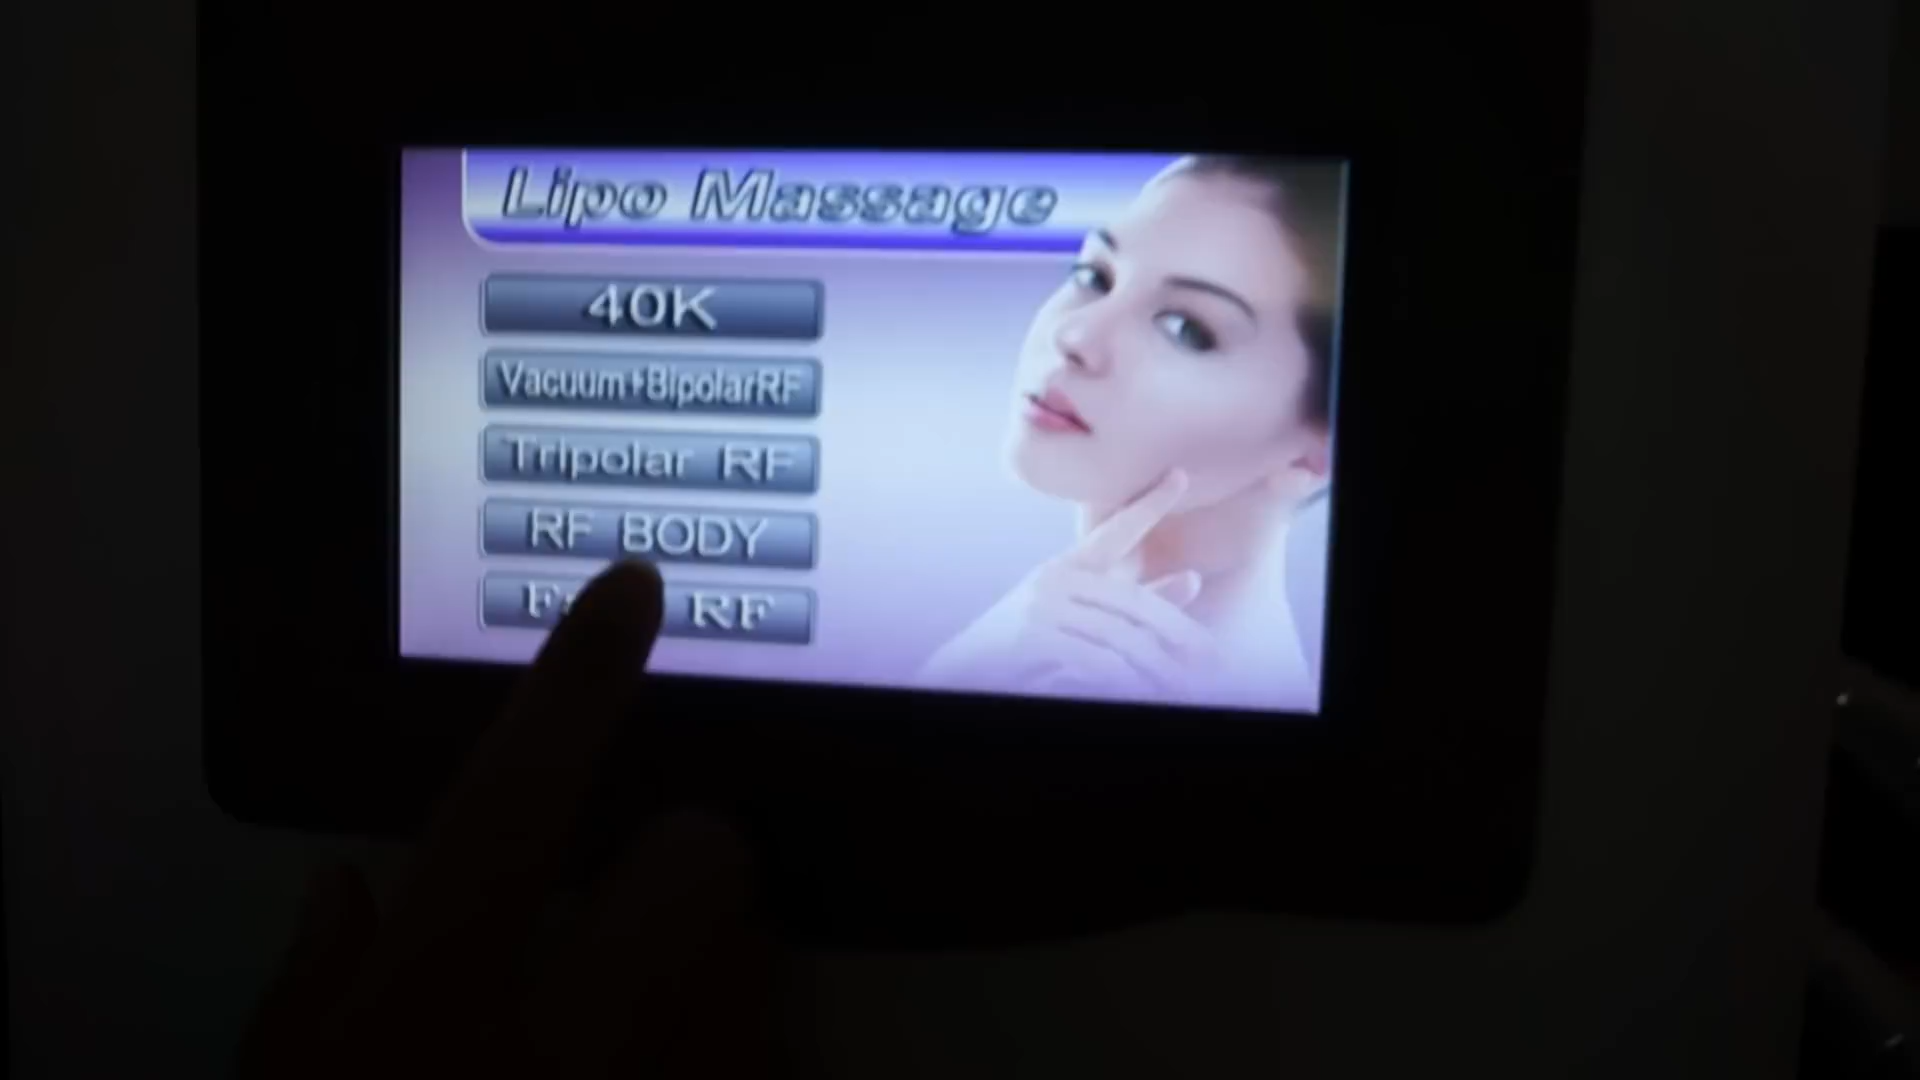 Lipo Massage
40K
Vacuum+BipolarRF
Tripolar RF
RF BODY
RF